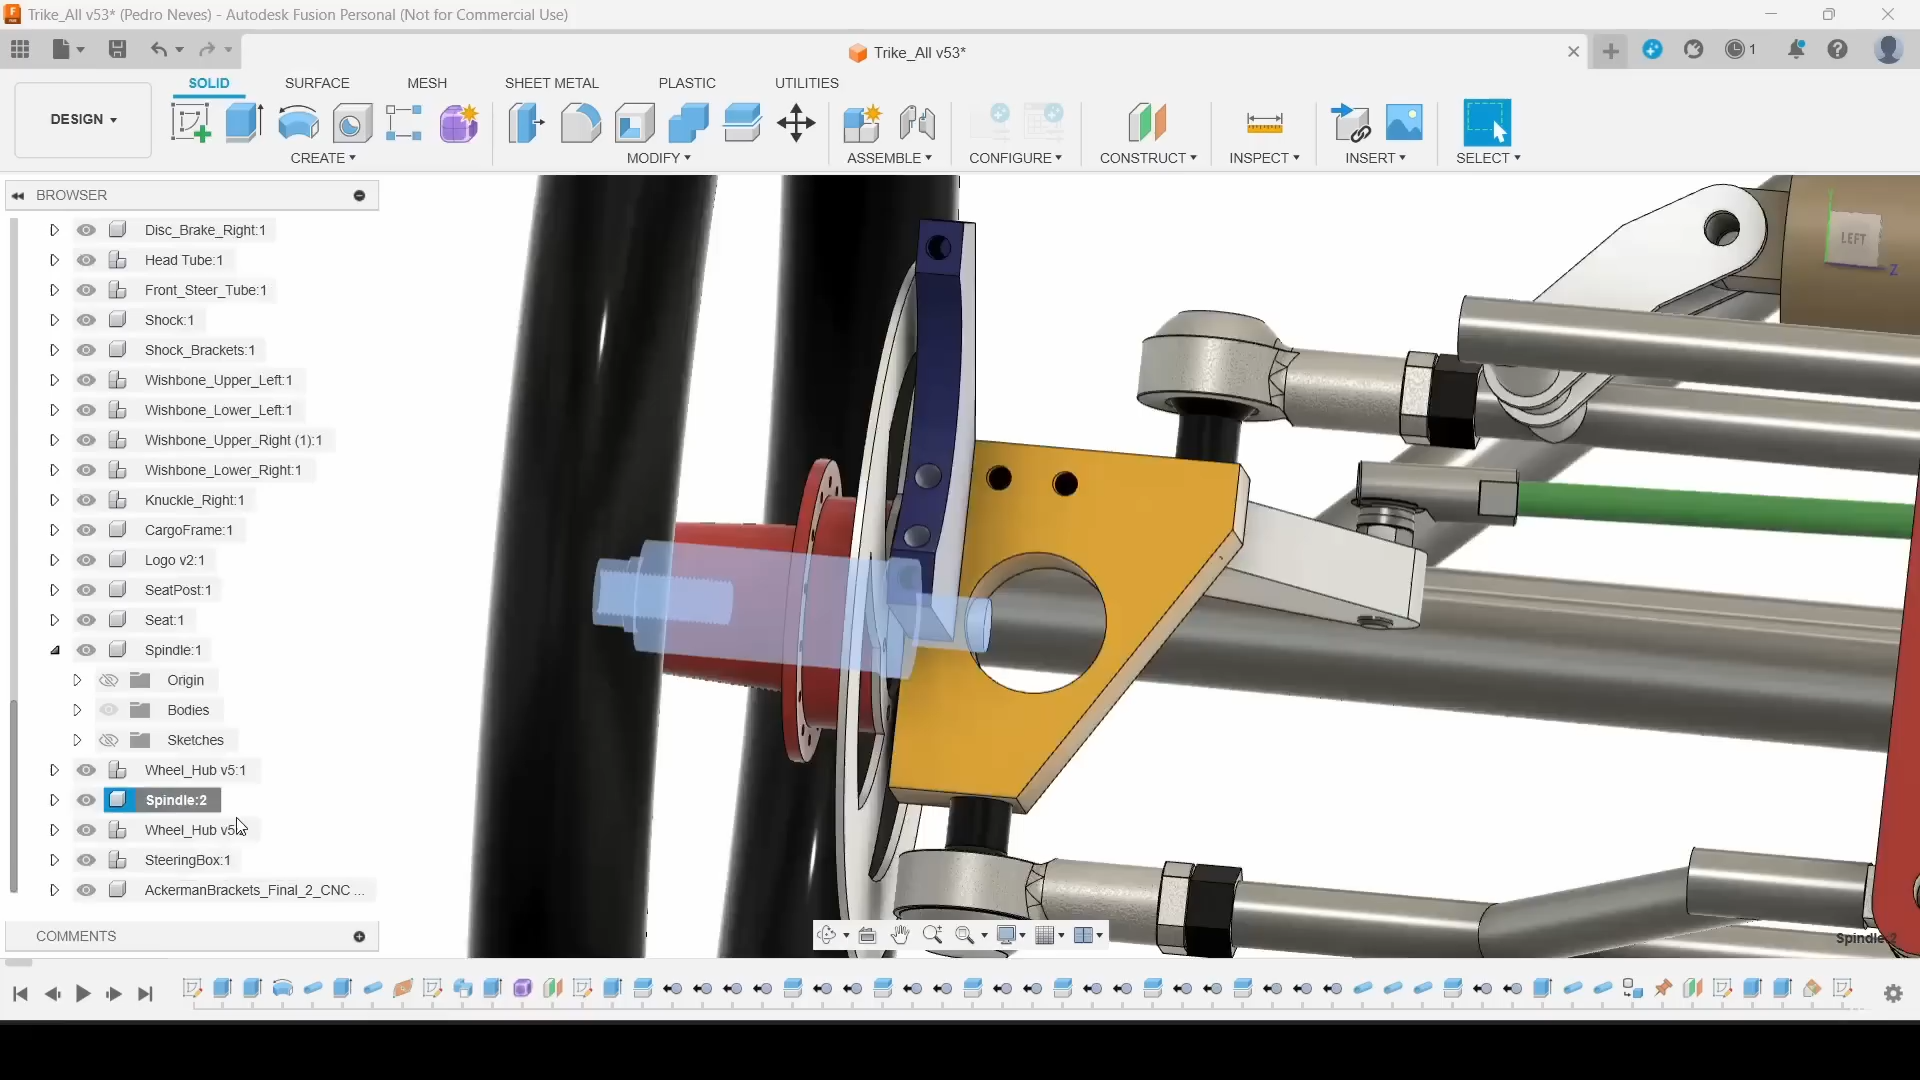 Trike_All v53* (Pedro Neves) - Autodesk Fusion Personal (Not for Commercial Use)
Trike_All v53*
1
DESIGN
SOLID
SURFACE
MESH
SHEET METAL
PLASTIC
UTILITIES
CREATE
MODIFY
ASSEMBLE
CONFIGURE
CONSTRUCT
INSPECT
INSERT
SELECT
BROWSER
Disc_Brake_Right:1
Head Tube:1
Front_Steer_Tube:1
Shock:1
Shock_Brackets:1
Wishbone_Upper_Left:1
Wishbone_Lower_Left:1
Wishbone_Upper_Right (1):1
Wishbone_Lower_Right:1
Knuckle_Right:1
CargoFrame:1
Logo v2:1
SeatPost:1
Seat:1
Spindle:1
Origin
Bodies
Sketches
Wheel_Hub v5:1
Spindle:2
Wheel_Hub v5
SteeringBox:1
AckermanBrackets_Final_2_CNC ...
COMMENTS
LEFT
Z
Spindle:2